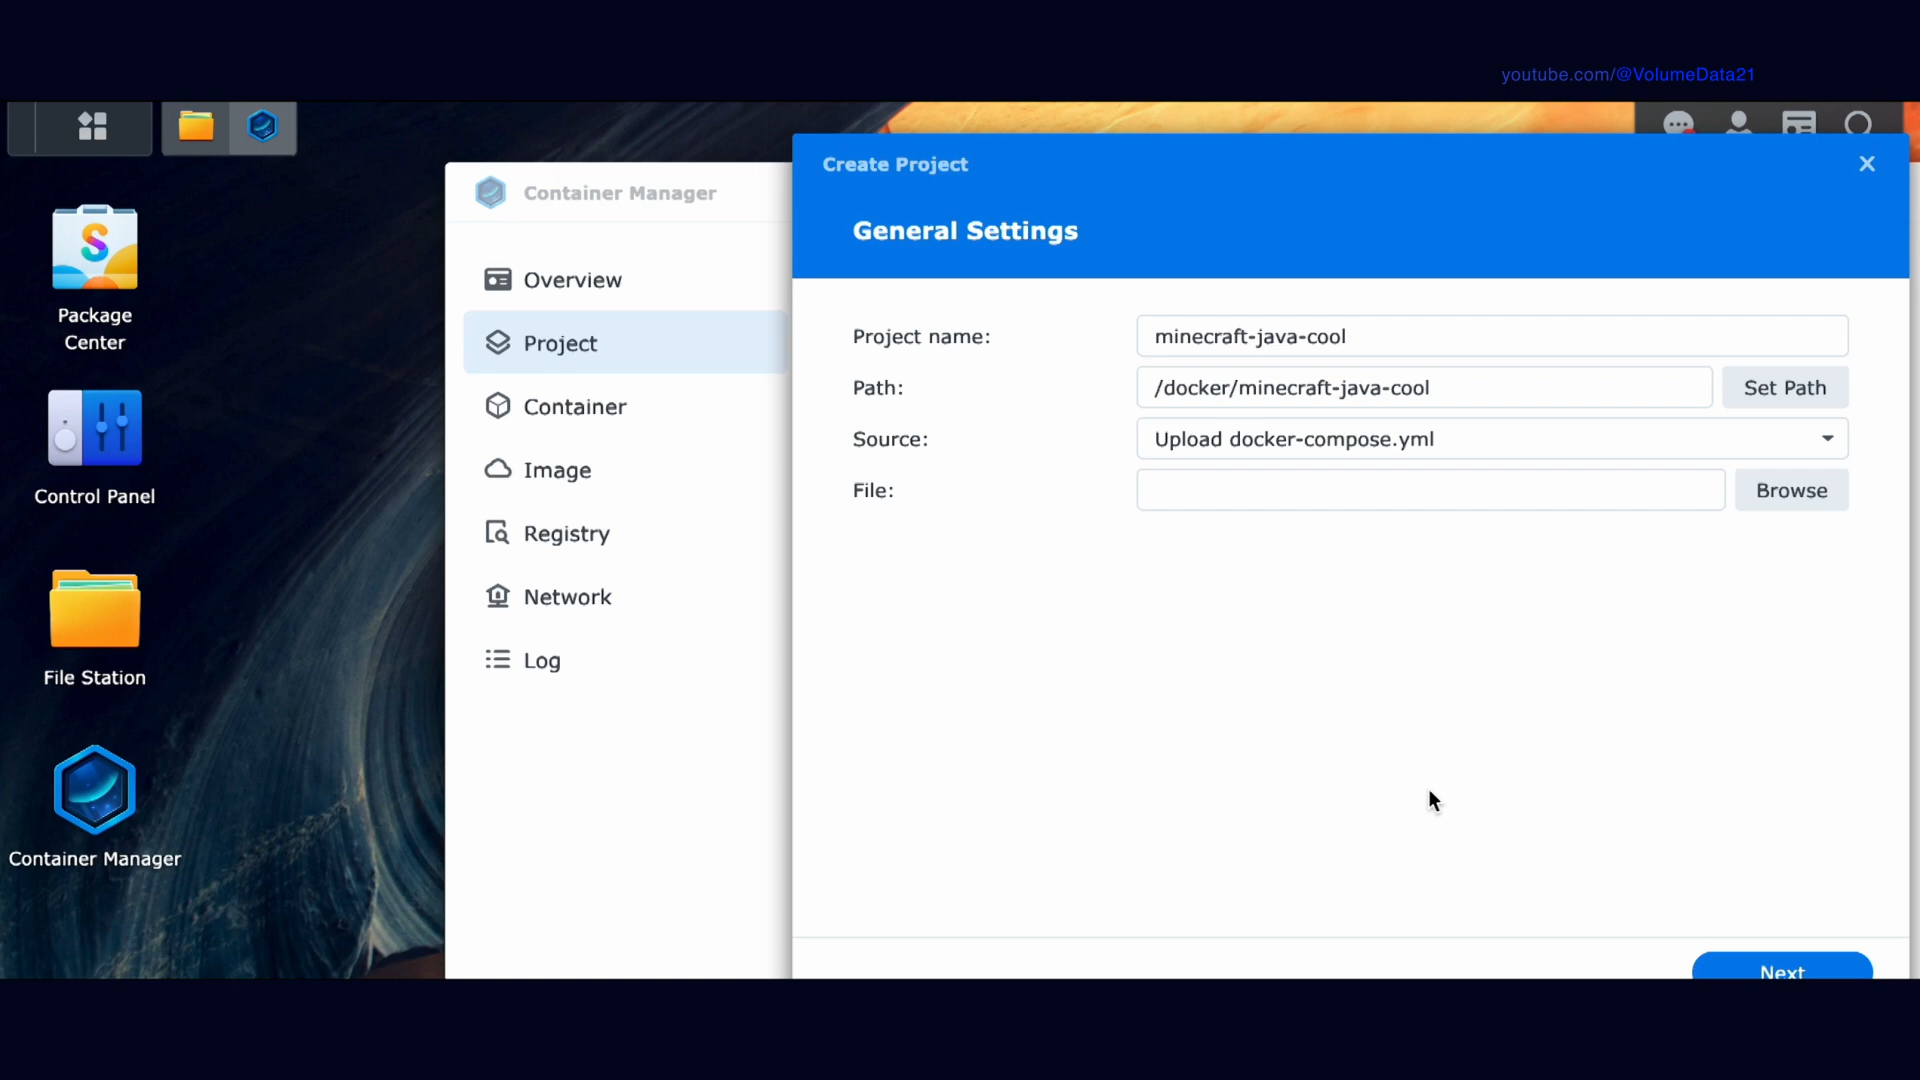 youtube.com/@VolumeData21
Package
Center
Control Panel
File Station
Container Manager
Container Manager
Overview
Project
Container
Image
Registry
Network
Log
Create Project
General Settings
Project name: minecraft-java-cool
Path: /docker/minecraft-java-cool Set Path
Source: Upload docker-compose.yml
File: Browse
Next